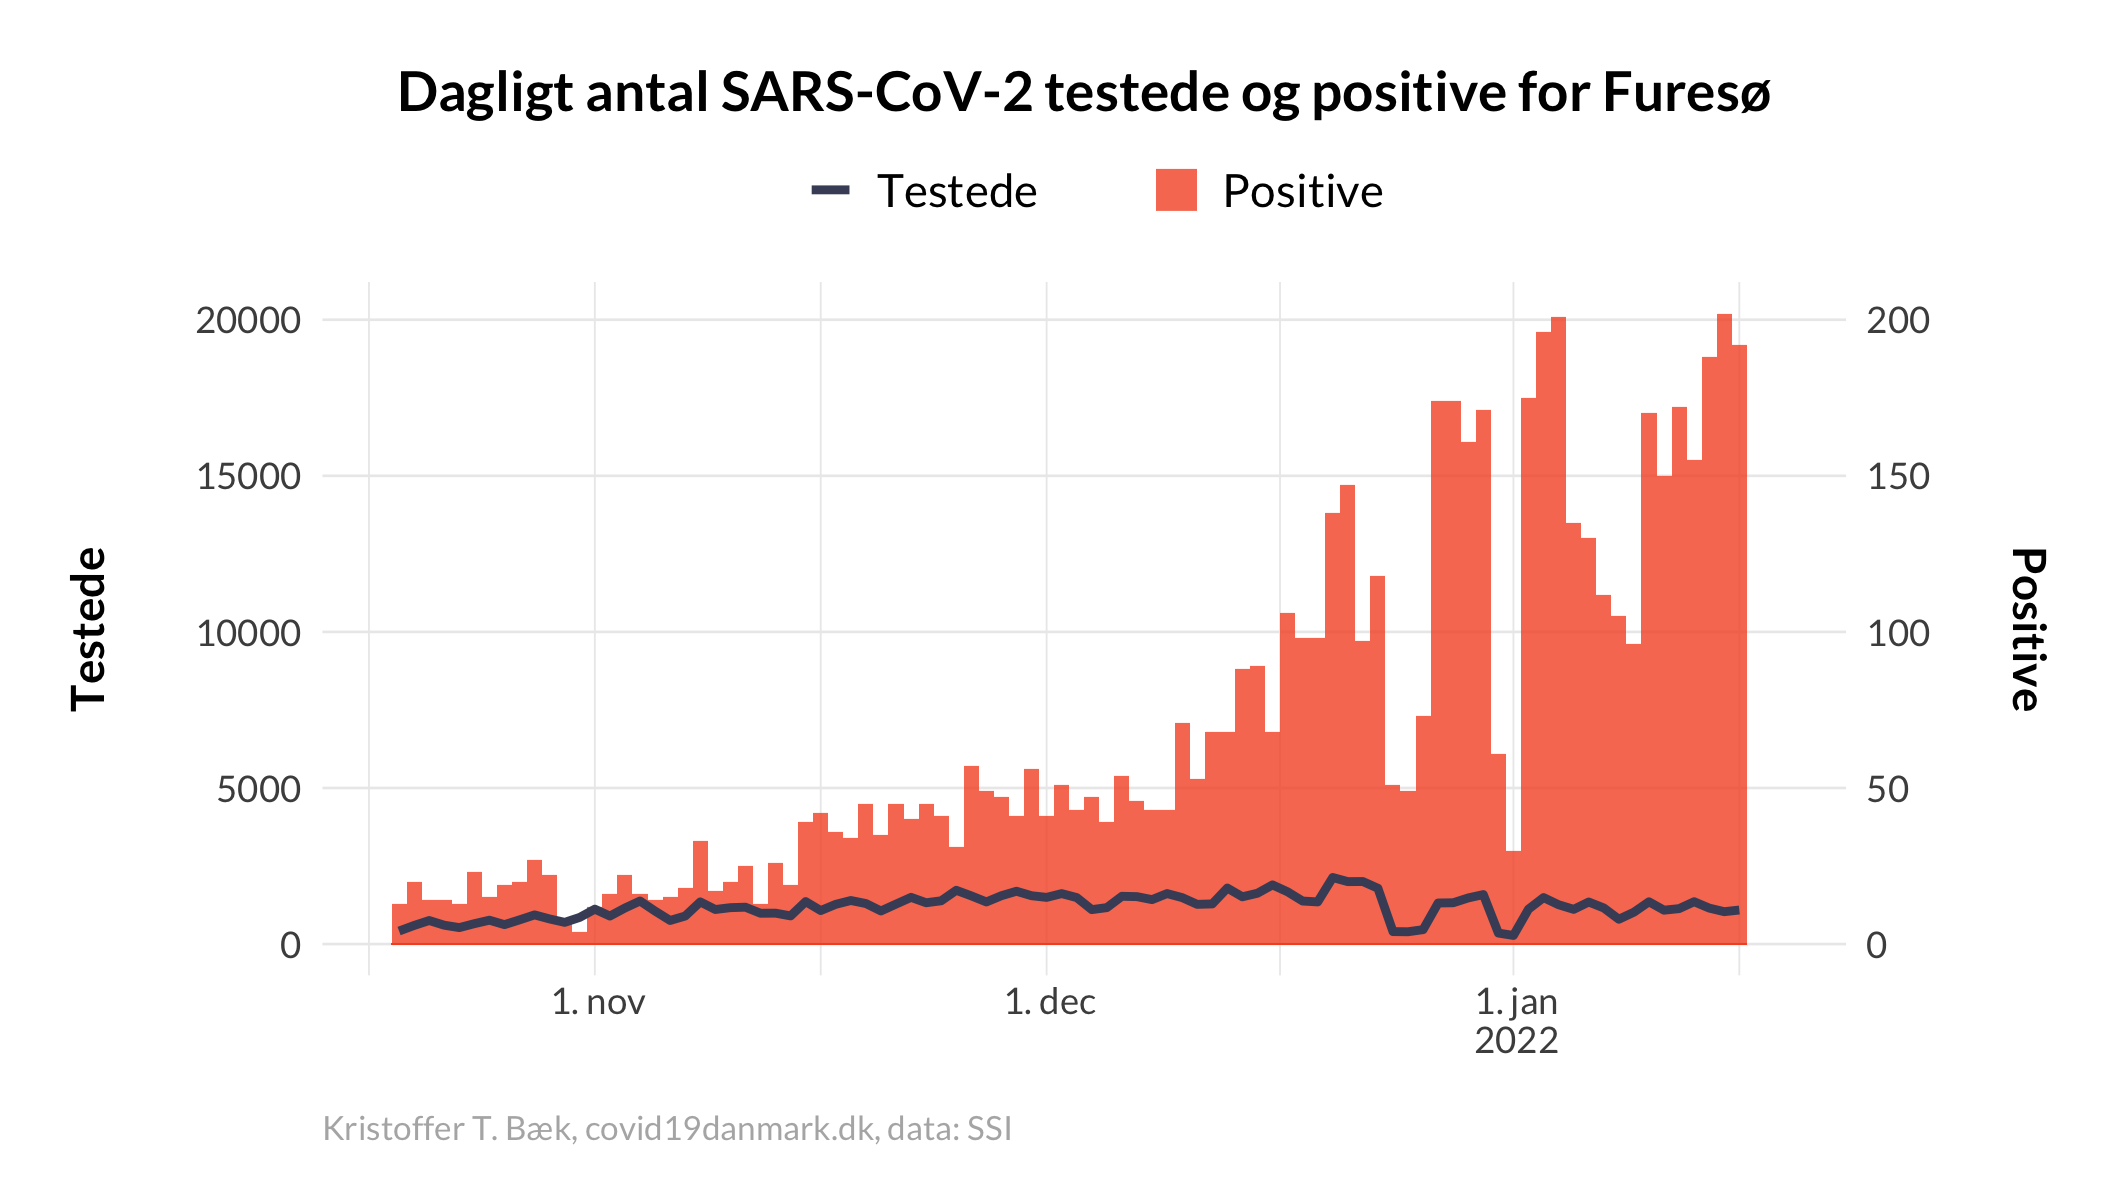 Dagligt antal SARS-CoV-2 testede og positive for Furesø
Testede
Positive
20000
15000
10000
5000
0
Testede
200
150
100
50
0
Positive
1. nov
1. dec
1. jan
2022
Kristoffer T. Bæk, covid19danmark.dk, data: SSI